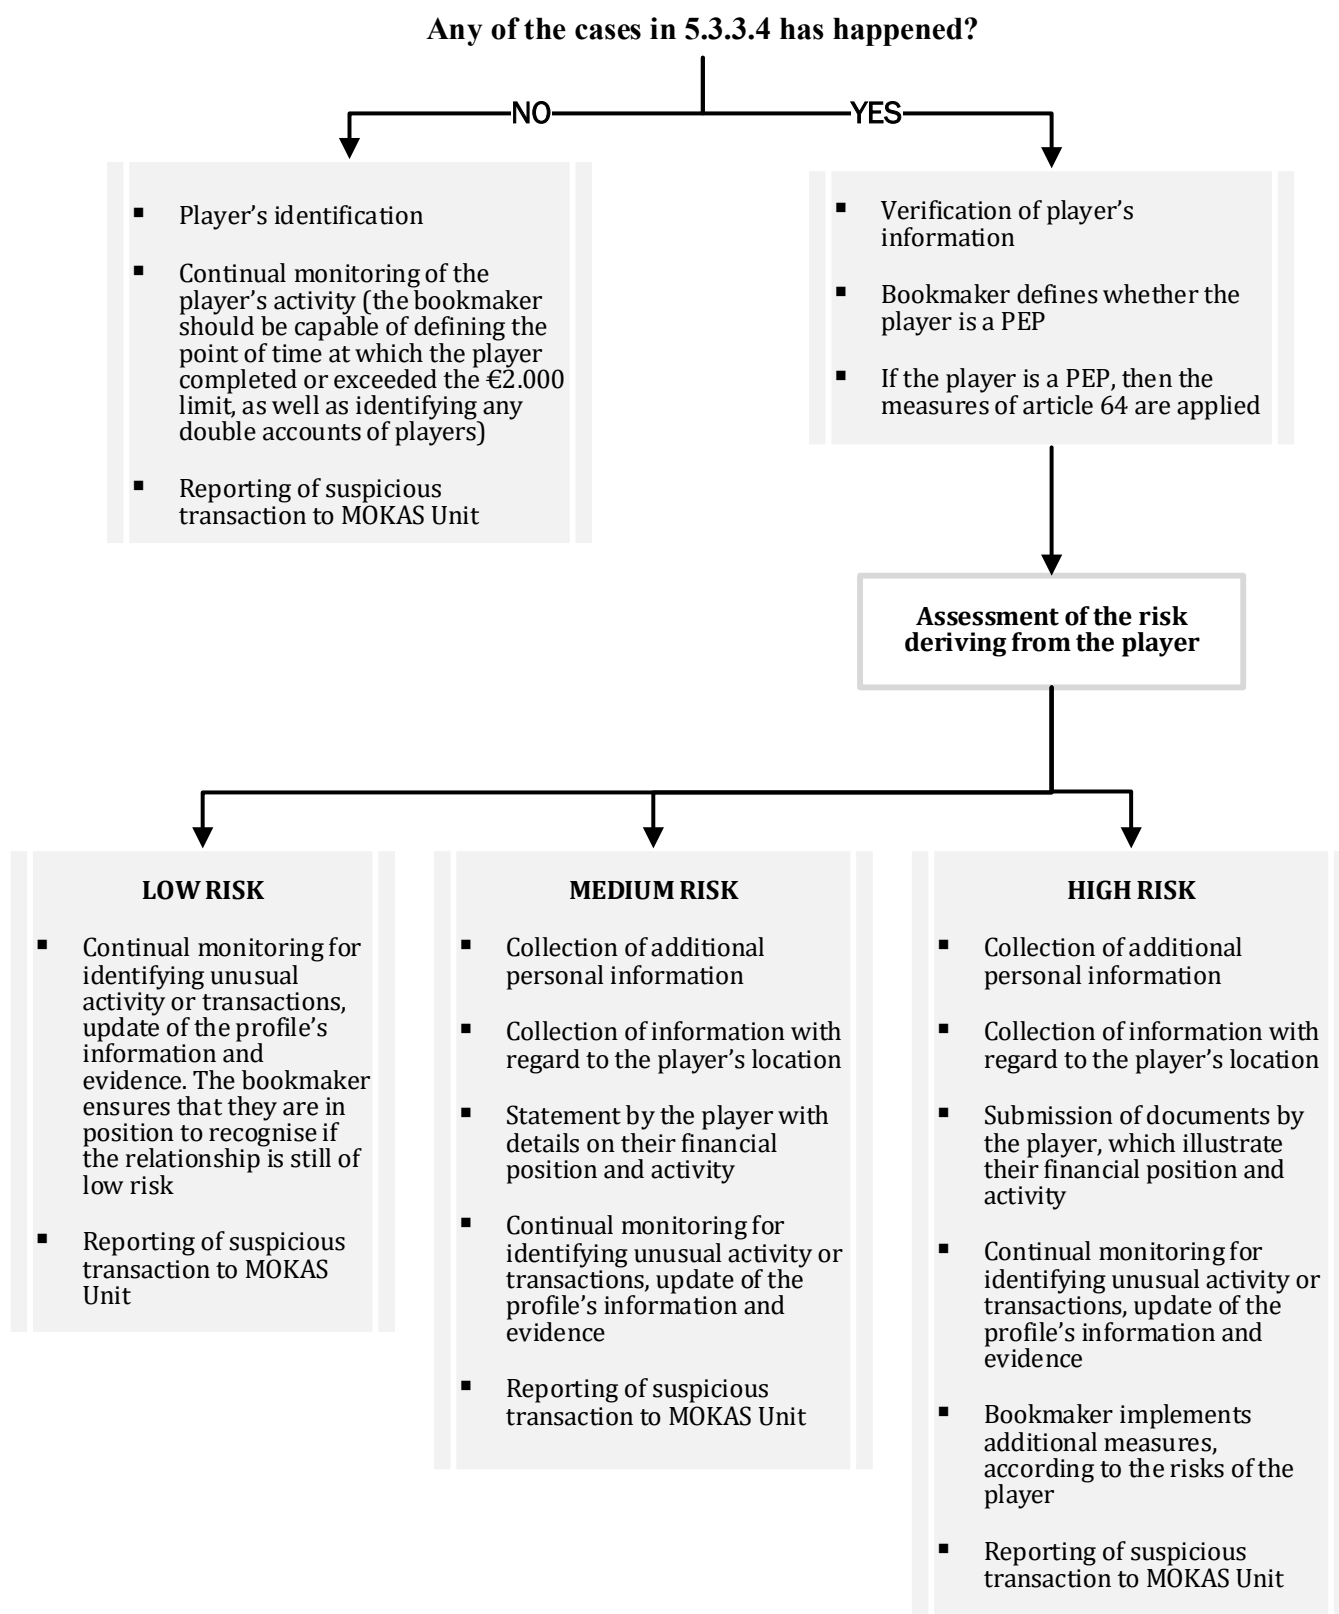 Any of the cases in 5.3.3.4 has happened?
NO
YES
▪ Player’s identification
▪ Continual monitoring of the
player’s activity (the bookmaker
should be capable of defining the
point of time at which the player
completed or exceeded the €2.000
limit, as well as identifying any
double accounts of players)
▪ Reporting of suspicious
transaction to MOKAS Unit
▪ Verification of player’s
information
▪ Bookmaker defines whether the
player is a PEP
▪ If the player is a PEP, then the
measures of article 64 are applied
Assessment of the risk
deriving from the player
LOW RISK
▪ Continual monitoring for
identifying unusual
activity or transactions,
update of the profile’s
information and
evidence. The bookmaker
ensures that they are in
position to recognise if
the relationship is still of
low risk
▪ Reporting of suspicious
transaction to MOKAS
Unit
MEDIUM RISK
▪ Collection of additional
personal information
▪ Collection of information with
regard to the player’s location
▪ Statement by the player with
details on their financial
position and activity
▪ Continual monitoring for
identifying unusual activity or
transactions, update of the
profile’s information and
evidence
▪ Reporting of suspicious
transaction to MOKAS Unit
HIGH RISK
▪ Collection of additional
personal information
▪ Collection of information with
regard to the player’s location
▪ Submission of documents by
the player, which illustrate
their financial position and
activity
▪ Continual monitoring for
identifying unusual activity or
transactions, update of the
profile’s information and
evidence
▪ Bookmaker implements
additional measures,
according to the risks of the
player
▪ Reporting of suspicious
transaction to MOKAS Unit